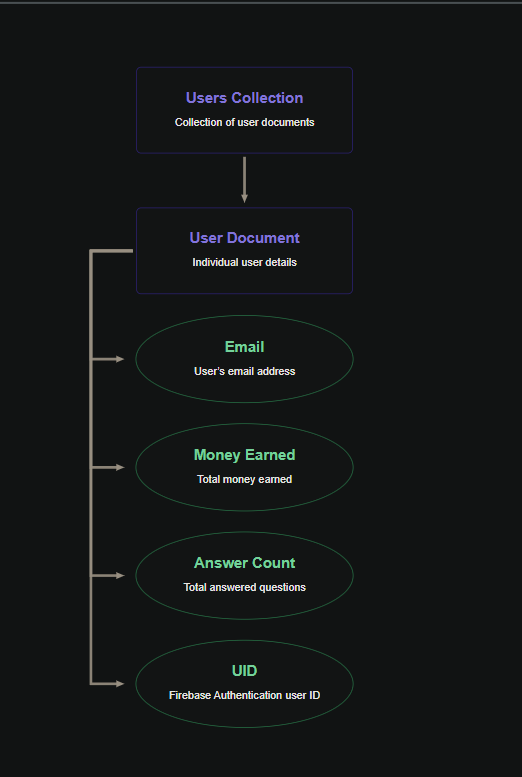 Users Collection
Collection of user documents
User Document
Individual user details
Email
User's email address
Money Earned
Total money earned
Answer Count
Total answered questions
UID
Firebase Authentication user ID